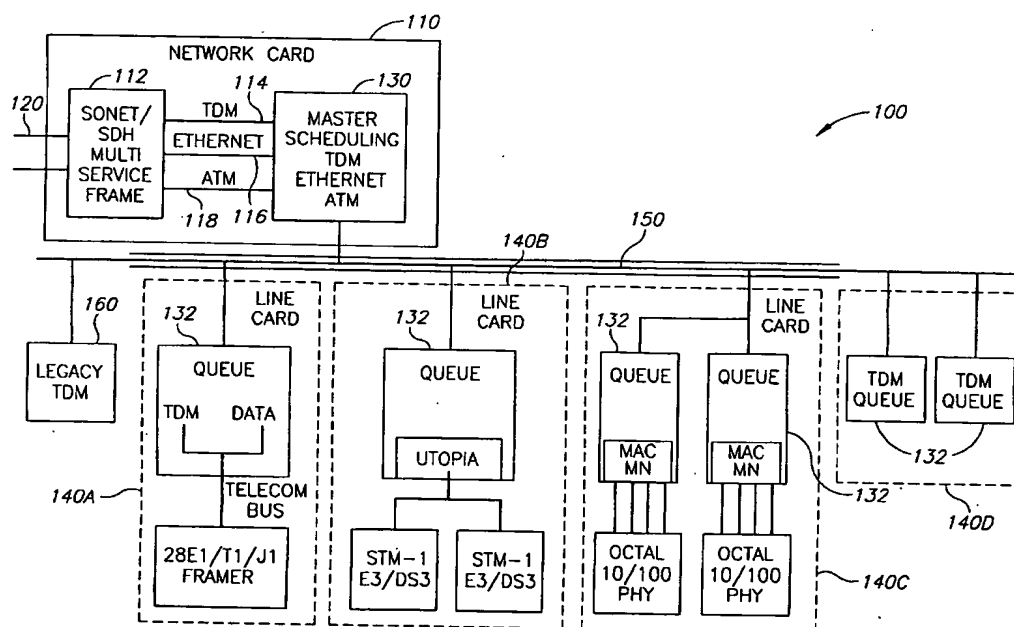 110
NETWORK CARD
112
130
114
120
TDM
SONET/
SDH
MULTI
SERVICE
FRAME
ETHERNET
ATM
118
116
MASTER
SCHEDULING
TDM
ETHERNET
ATM
100
150
140B
160
LEGACY
TDM
132
LINE
CARD
QUEUE
TDM
DATA
140A
TELECOM
BUS
28E1/T1/J1
FRAMER
132
LINE
CARD
QUEUE
UTOPIA
STM-1
E3/DS3
STM-1
E3/DS3
132
LINE
CARD
QUEUE
QUEUE
MAC
MN
MAC
MN
132
OCTAL
10/100
PHY
OCTAL
10/100
PHY
140C
TDM
QUEUE
TDM
QUEUE
132
140D